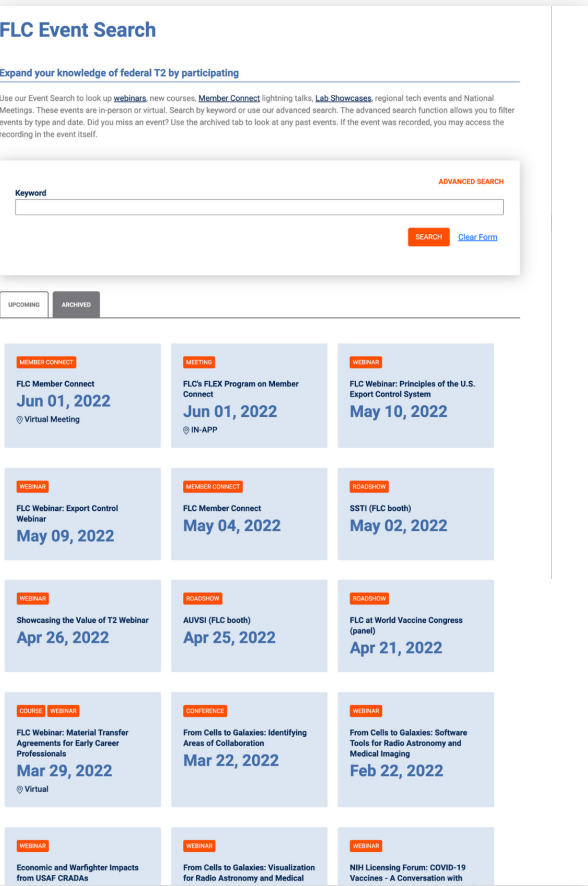 FLC Event Search
Expand your knowledge of federal T2 by participating
Use our Event Search to look up webinars, new courses, Member Connect lightning talks, Lab Showcases, regional tech events and National
Meetings. These events are in-person or virtual. Search by keyword or use our advanced search. The advanced search function allows you to filter
events by type and date. Did you miss an event? Use the archived tab to look at any past events. If the event was recorded, you may access the
recording in the event itself.
ADVANCED SEARCH
Keyword
SEARCH Clear Form
UPCOMING ARCHIVED
MEMBER CONNECT
FLC Member Connect
Jun 01, 2022
Virtual Meeting
MEETING
FLC's FLEX Program on Member
Connect
Jun 01, 2022
IN-APP
WEBINAR
FLC Webinar: Principles of the U.S.
Export Control System
May 10, 2022
WEBINAR
FLC Webinar: Export Control
Webinar
May 09, 2022
MEMBER CONNECT
FLC Member Connect
May 04, 2022
ROADSHOW
SSTI (FLC booth)
May 02, 2022
WEBINAR
Showcasing the Value of T2 Webinar
Apr 26, 2022
ROADSHOW
AUVSI (FLC booth)
Apr 25, 2022
ROADSHOW
FLC at World Vaccine Congress
(panel)
Apr 21, 2022
COURSE WEBINAR
FLC Webinar: Material Transfer
Agreements for Early Career
Professionals
Mar 29, 2022
Virtual
CONFERENCE
From Cells to Galaxies: Identifying
Areas of Collaboration
Mar 22, 2022
WEBINAR
From Cells to Galaxies: Software
Tools for Radio Astronomy and
Medical Imaging
Feb 22, 2022
WEBINAR
Economic and Warfighter Impacts
from USAF CRADAs
WEBINAR
From Cells to Galaxies: Visualization
for Radio Astronomy and Medical
WEBINAR
NIH Licensing Forum: COVID-19
Vaccines - A Conversation with